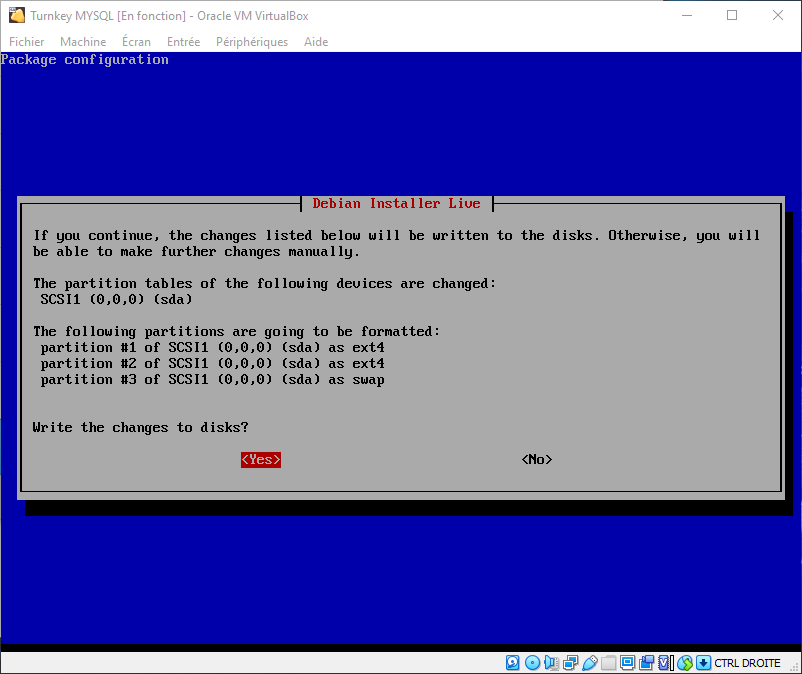 Turnkey MYSQL [En fonction] - Oracle VM VirtualBox
Fichier Machine Écran Entrée Périphériques Aide
Package configuration
Debian Installer Live
If you continue, the changes listed below will be written to the disks. Otherwise, you will
be able to make further changes manually.
The partition tables of the following devices are changed:
SCSI1 (0,0,0) (sda)
The following partitions are going to be formatted:
partition #1 of SCSI1 (0,0,0) (sda) as ext4
partition #2 of SCSI1 (0,0,0) (sda) as ext4
partition #3 of SCSI1 (0,0,0) (sda) as swap
Write the changes to disks?
<Yes> <No>
CTRL DROITE